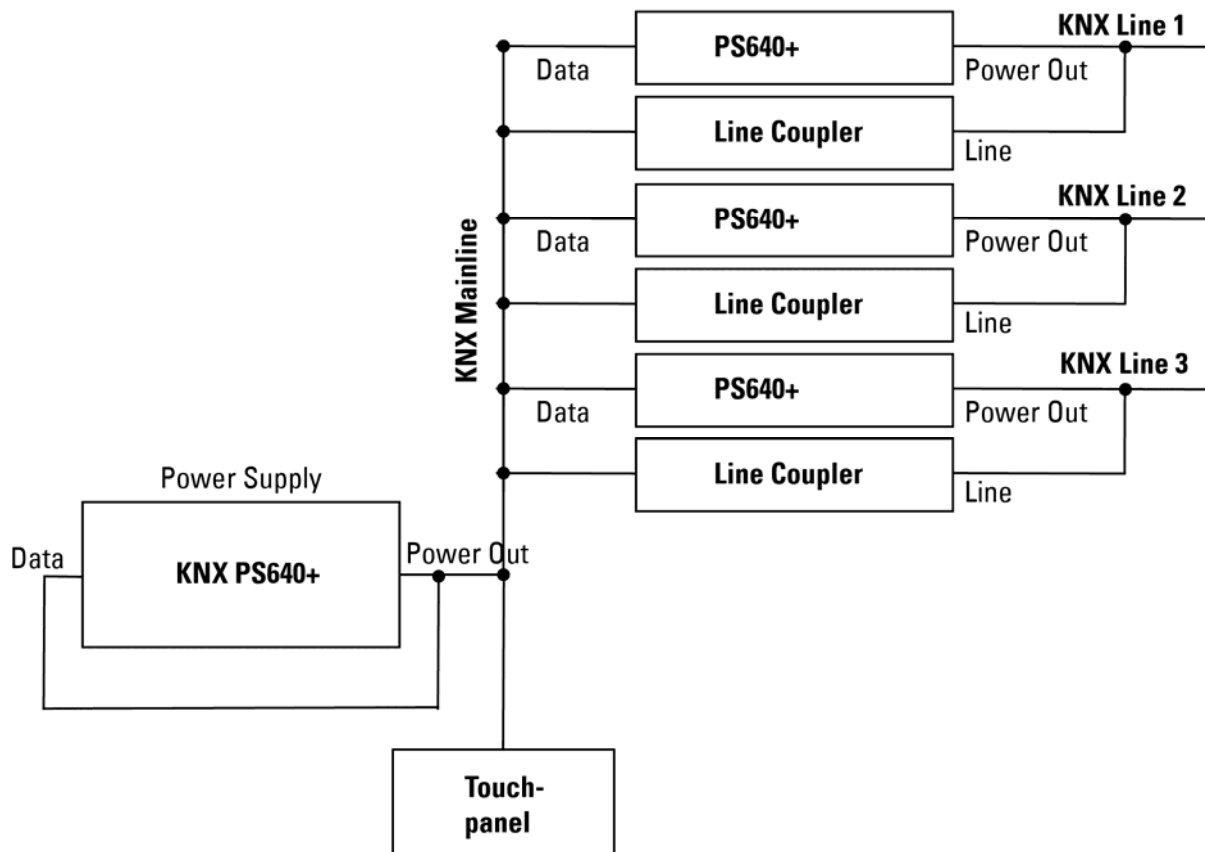 KNX Line 1
PS640+
Data
Power Out
Line Coupler
Line
KNX Line 2
PS640+
Data
Power Out
Line Coupler
Line
KNX Line 3
PS640+
Data
Power Out
Line Coupler
Line
KNX Mainline
Power Supply
Data
KNX PS640+
Power Out
Touch-
panel